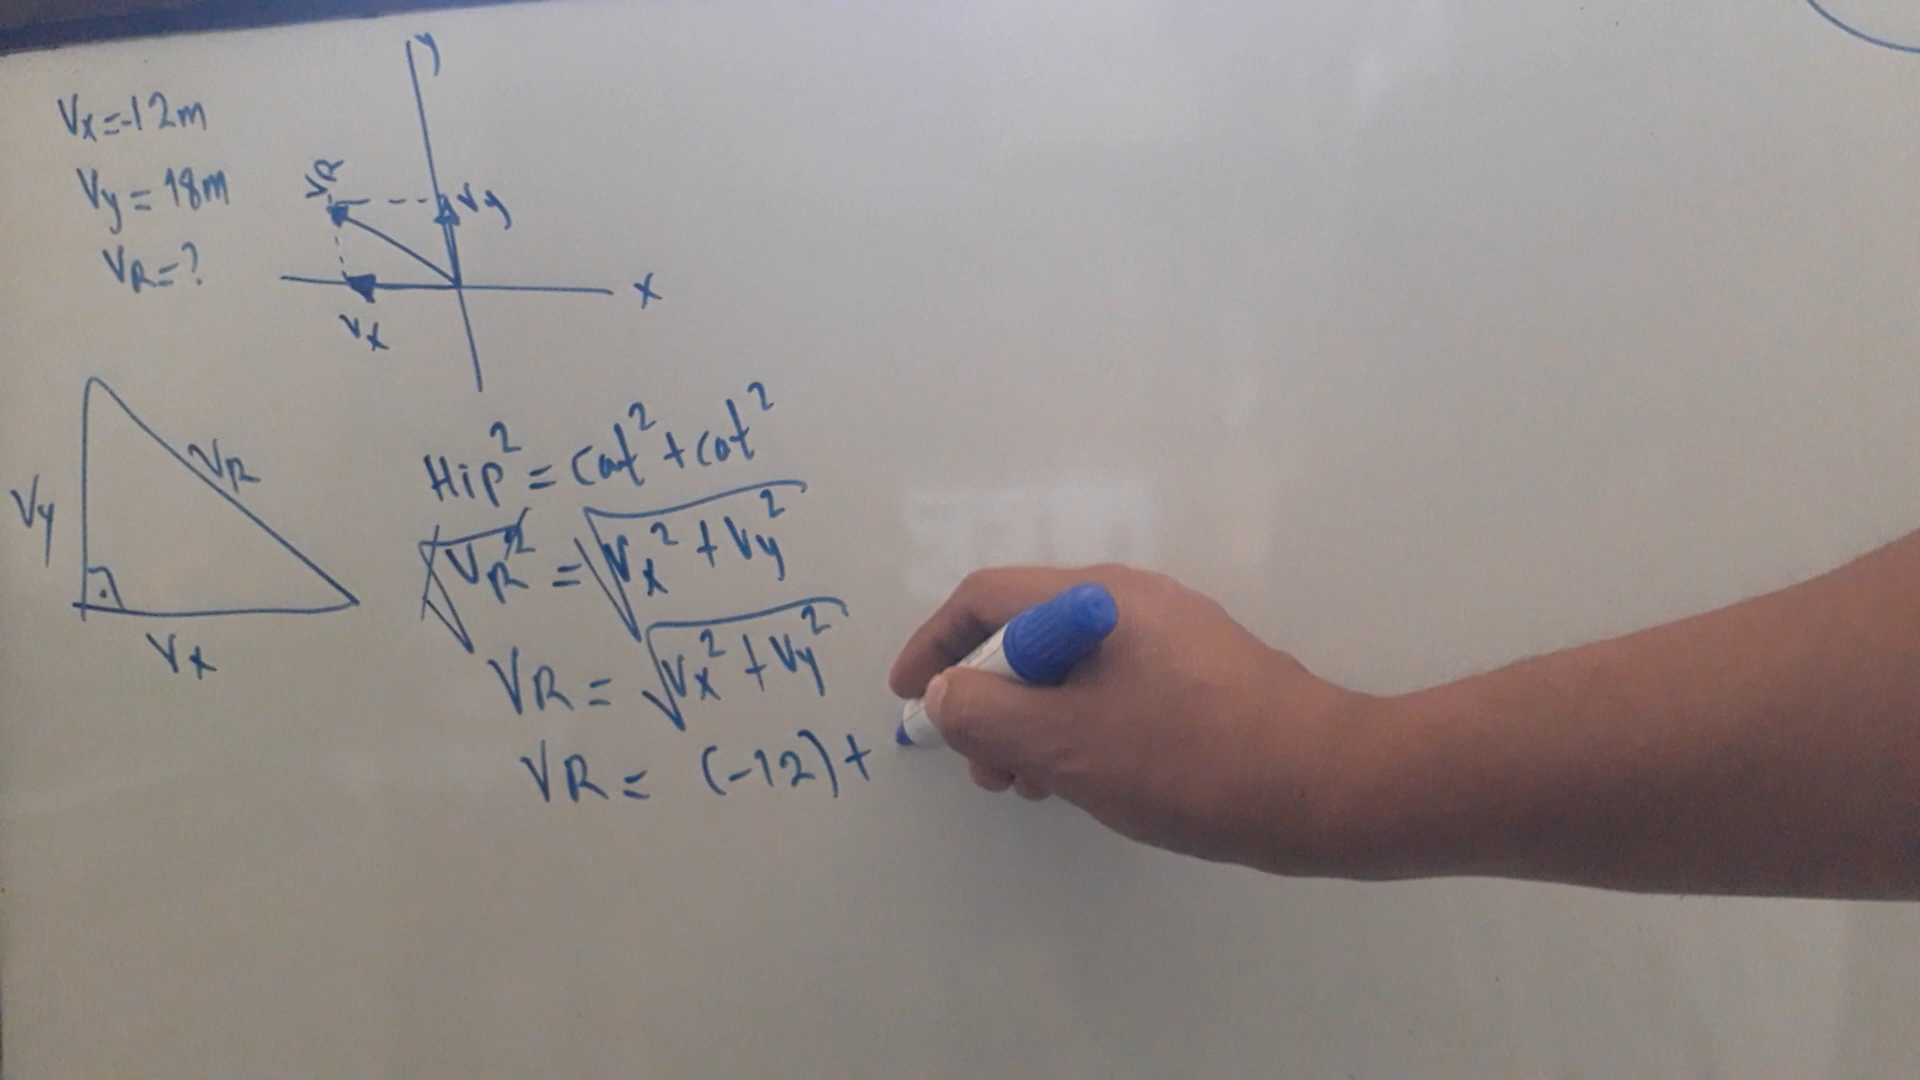 Vx=-12m
Vy=18m
VR=?
y
VR
Vy
x
Vx
Vy
VR
Vx
Hip² = Cat² + Cat²
√VR² = √Vx² + Vy²
VR = √Vx² + Vy²
VR = (-12) +